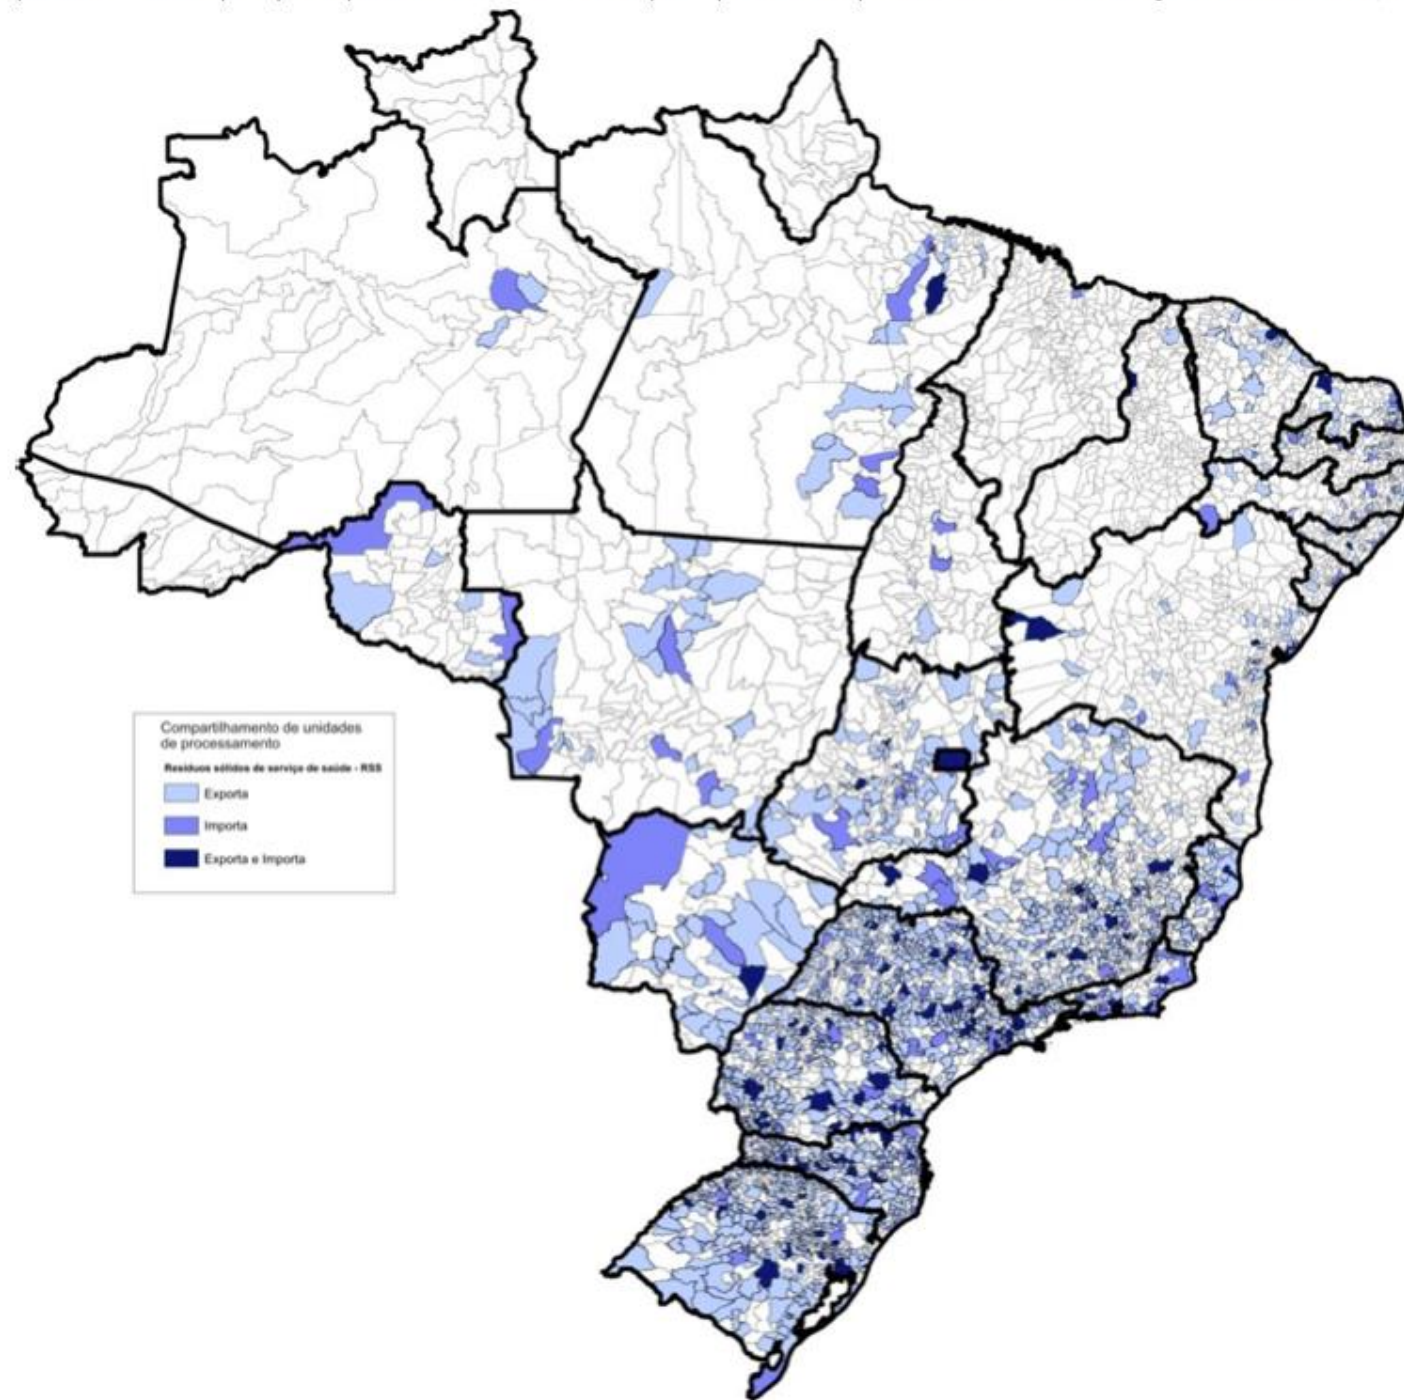 Compartilhamento de unidades
de processamento
Resíduos sólidos de serviço de saúde - RSS
Exporta
Importa
Exporta e Importa